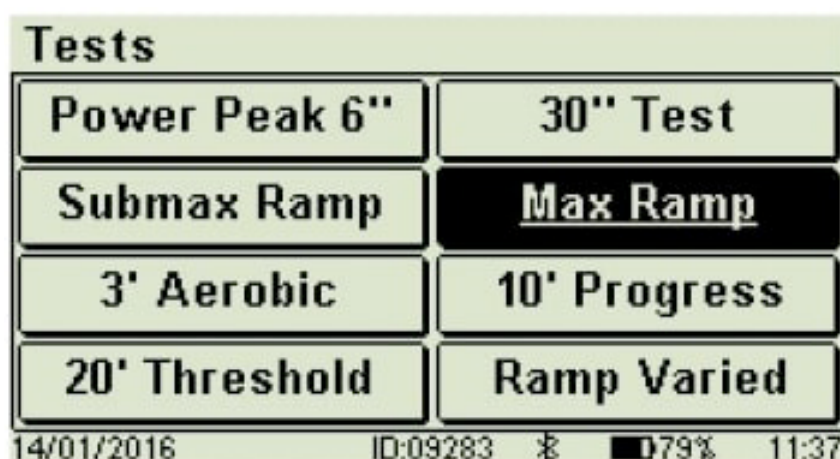 Tests
Power Peak 6" 30" Test
Submax Ramp Max Ramp
3' Aerobic 10' Progress
20' Threshold Ramp Varied
14/01/2016 ID:09283 79% 11:37